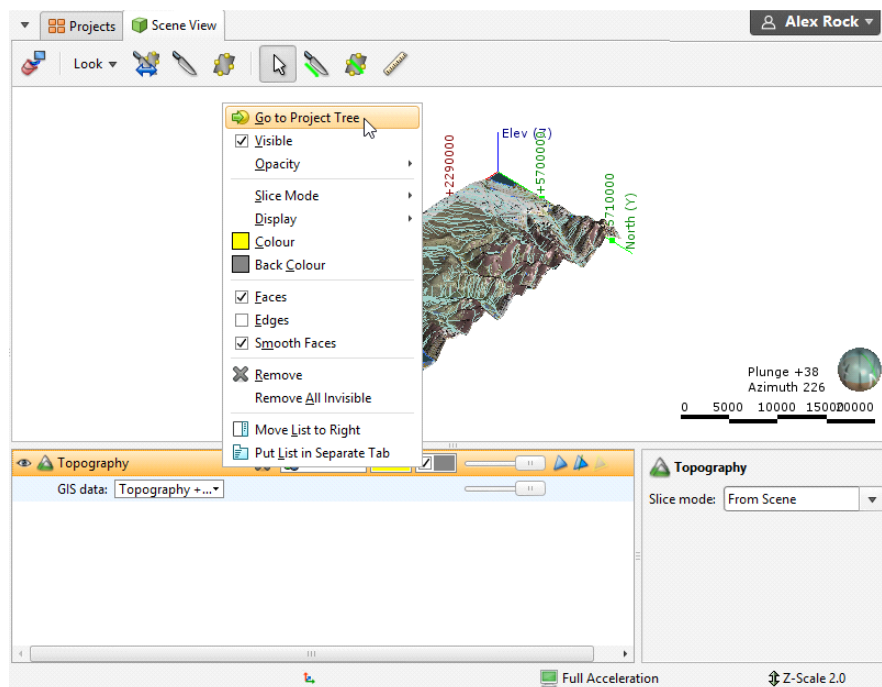 Projects
Scene View
Alex Rock
Look
Go to Project Tree
Visible
Opacity
Slice Mode
Display
Colour
Back Colour
Faces
Edges
Smooth Faces
Remove
Remove All Invisible
Move List to Right
Put List in Separate Tab
+2290000
Elev (Z)
+5700000
5710000
North (Y)
Plunge +38
Azimuth 226
0 5000 10000 15000 20000
Topography
GIS data: Topography +...
Topography
Slice mode: From Scene
Full Acceleration
Z-Scale 2.0